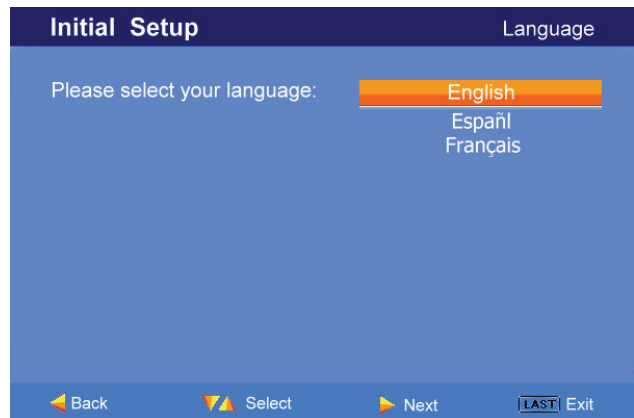 Initial Setup Language
Please select your language: English
Españl
Français
Back Select Next LAST Exit